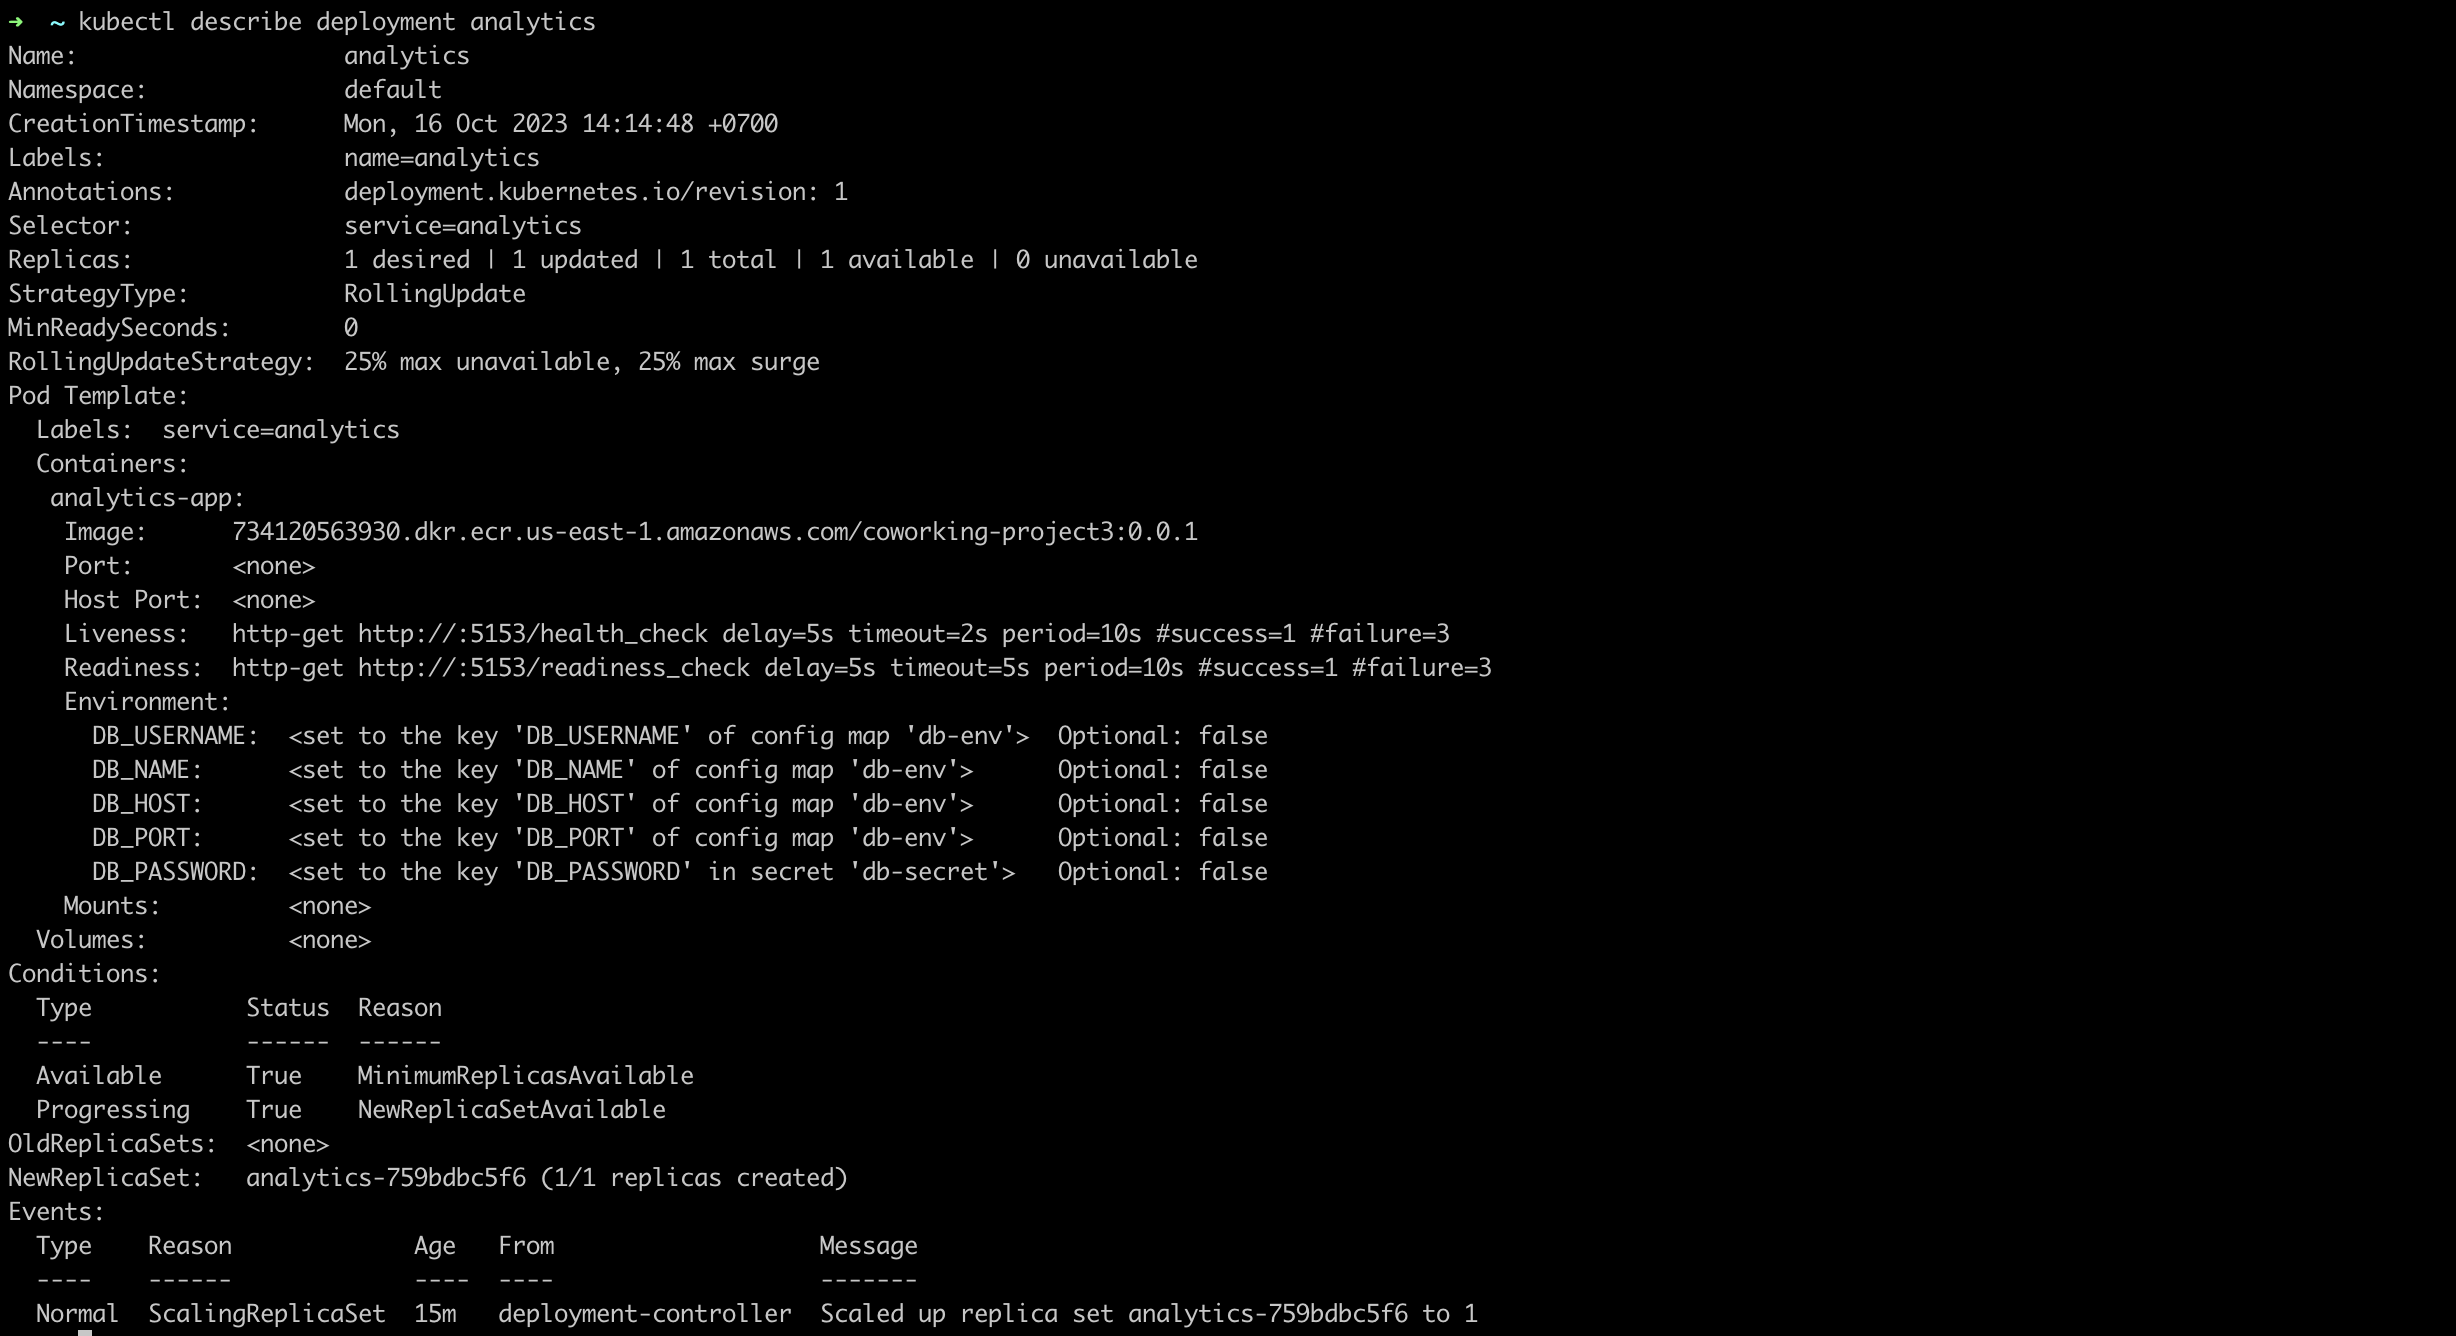 ➜  ~ kubectl describe deployment analytics
Name:                   analytics
Namespace:              default
CreationTimestamp:      Mon, 16 Oct 2023 14:14:48 +0700
Labels:                 name=analytics
Annotations:            deployment.kubernetes.io/revision: 1
Selector:               service=analytics
Replicas:               1 desired | 1 updated | 1 total | 1 available | 0 unavailable
StrategyType:           RollingUpdate
MinReadySeconds:        0
RollingUpdateStrategy:  25% max unavailable, 25% max surge
Pod Template:
  Labels:  service=analytics
  Containers:
   analytics-app:
    Image:      734120563930.dkr.ecr.us-east-1.amazonaws.com/coworking-project3:0.0.1
    Port:       <none>
    Host Port:  <none>
    Liveness:   http-get http://:5153/health_check delay=5s timeout=2s period=10s #success=1 #failure=3
    Readiness:  http-get http://:5153/readiness_check delay=5s timeout=5s period=10s #success=1 #failure=3
    Environment:
      DB_USERNAME:  <set to the key 'DB_USERNAME' of config map 'db-env'>  Optional: false
      DB_NAME:      <set to the key 'DB_NAME' of config map 'db-env'>      Optional: false
      DB_HOST:      <set to the key 'DB_HOST' of config map 'db-env'>      Optional: false
      DB_PORT:      <set to the key 'DB_PORT' of config map 'db-env'>      Optional: false
      DB_PASSWORD:  <set to the key 'DB_PASSWORD' in secret 'db-secret'>   Optional: false
    Mounts:         <none>
  Volumes:          <none>
Conditions:
  Type           Status  Reason
  ----           ------  ------
  Available      True    MinimumReplicasAvailable
  Progressing    True    NewReplicaSetAvailable
OldReplicaSets:  <none>
NewReplicaSet:   analytics-759bdbc5f6 (1/1 replicas created)
Events:
  Type    Reason             Age   From                   Message
  ----    ------             ----  ----                   -------
  Normal  ScalingReplicaSet  15m   deployment-controller  Scaled up replica set analytics-759bdbc5f6 to 1